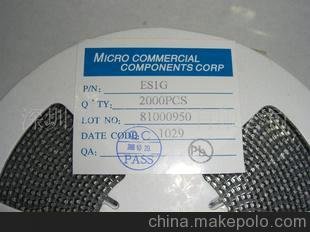 MICRO COMMERCIAL
COMPONENTS CORP
P/N: ES1G
Q'TY: 2000PCS
LOT NO: 81000950
DATE CODE: 1029
QA: PASS
Pb
china.makepolo.com